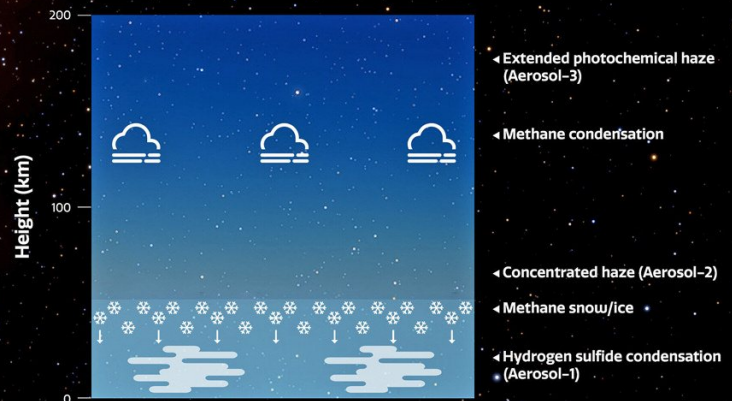 200
100
0
Height (km)
Extended photochemical haze
(Aerosol-3)
Methane condensation
Concentrated haze (Aerosol-2)
Methane snow/ice
Hydrogen sulfide condensation
(Aerosol-1)